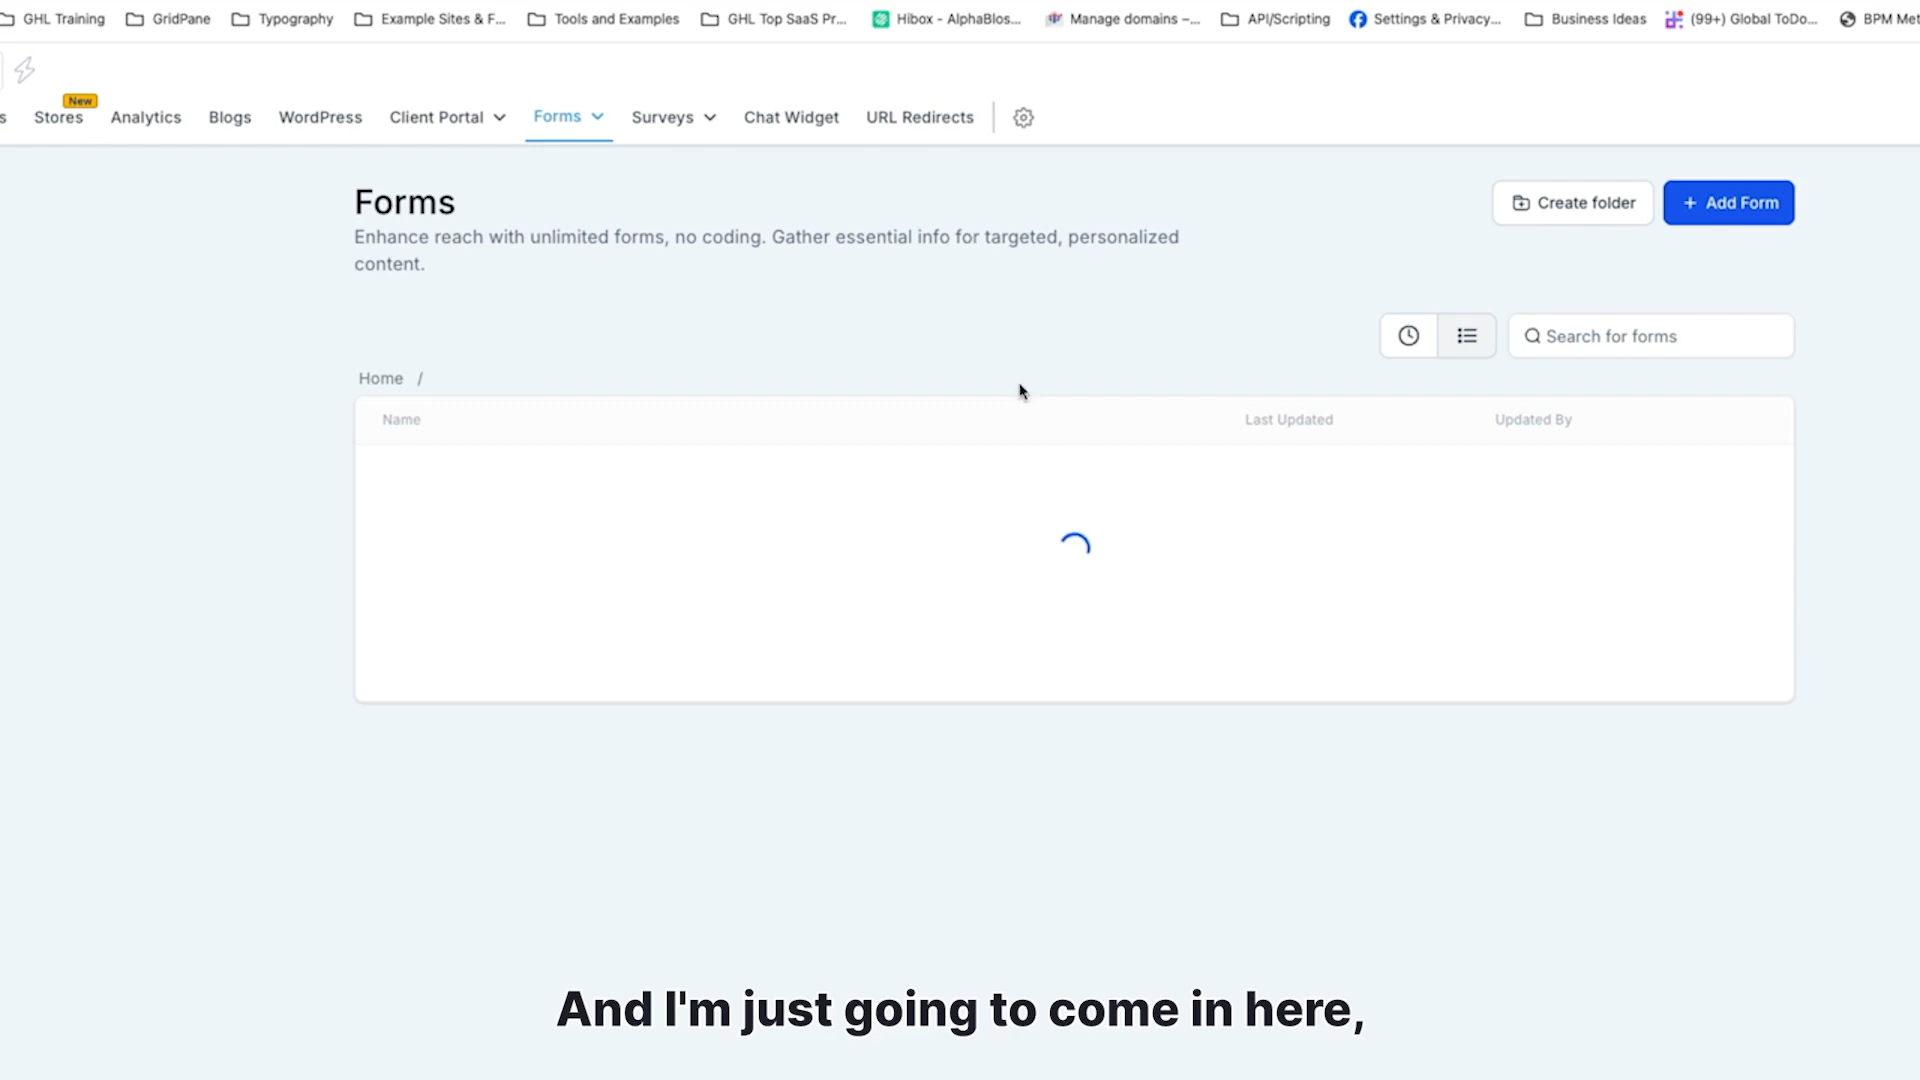 GHL Training GridPane Typography Example Sites & F... Tools and Examples GHL Top SaaS Pr... Hibox - AlphaBlos... Manage domains –... API/Scripting Settings & Privacy... Business Ideas (99+) Global ToDo... BPM Met
New
s Stores Analytics Blogs WordPress Client Portal Forms Surveys Chat Widget URL Redirects
Forms
Create folder + Add Form
Enhance reach with unlimited forms, no coding. Gather essential info for targeted, personalized
content.
Search for forms
Home /
Name Last Updated Updated By
And I'm just going to come in here,